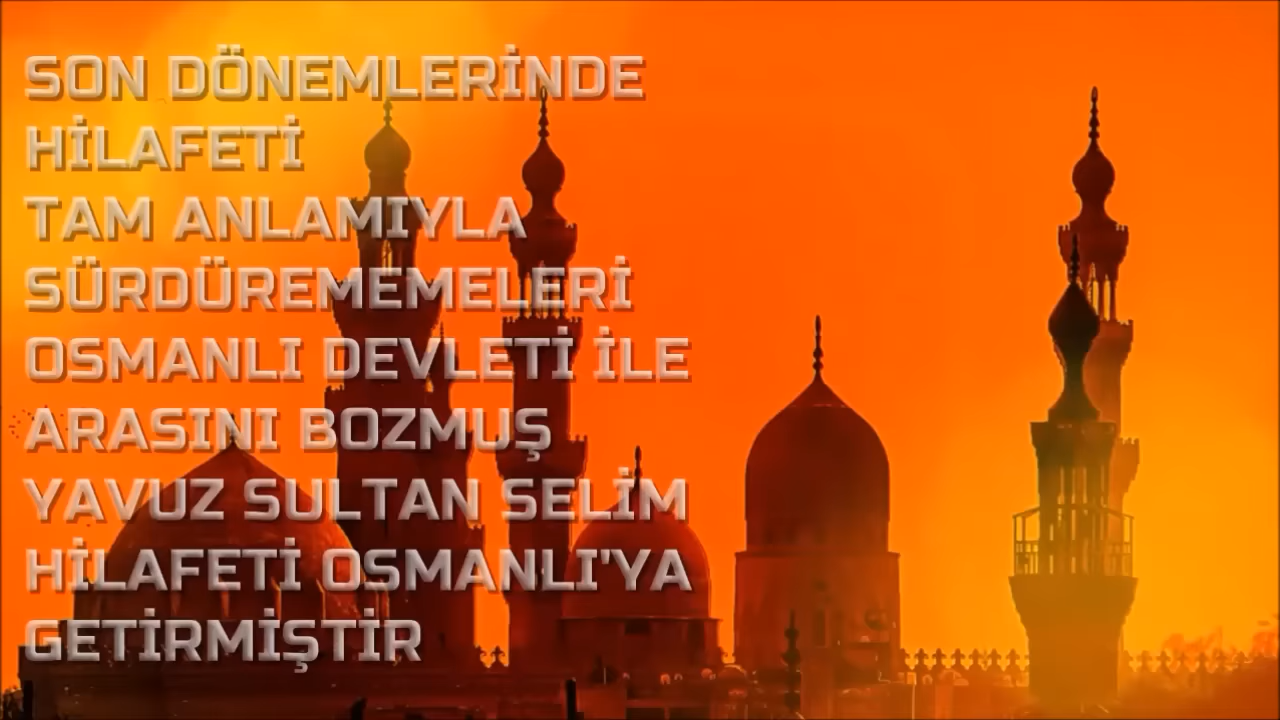 SON DÖNEMLERİNDE
HİLAFETİ
TAM ANLAMIYLA
SÜRDÜREMEMELERİ
OSMANLI DEVLETİ İLE
ARASINI BOZMUŞ
YAVUZ SULTAN SELİM
HİLAFETİ OSMANLI'YA
GETİRMİŞTİR